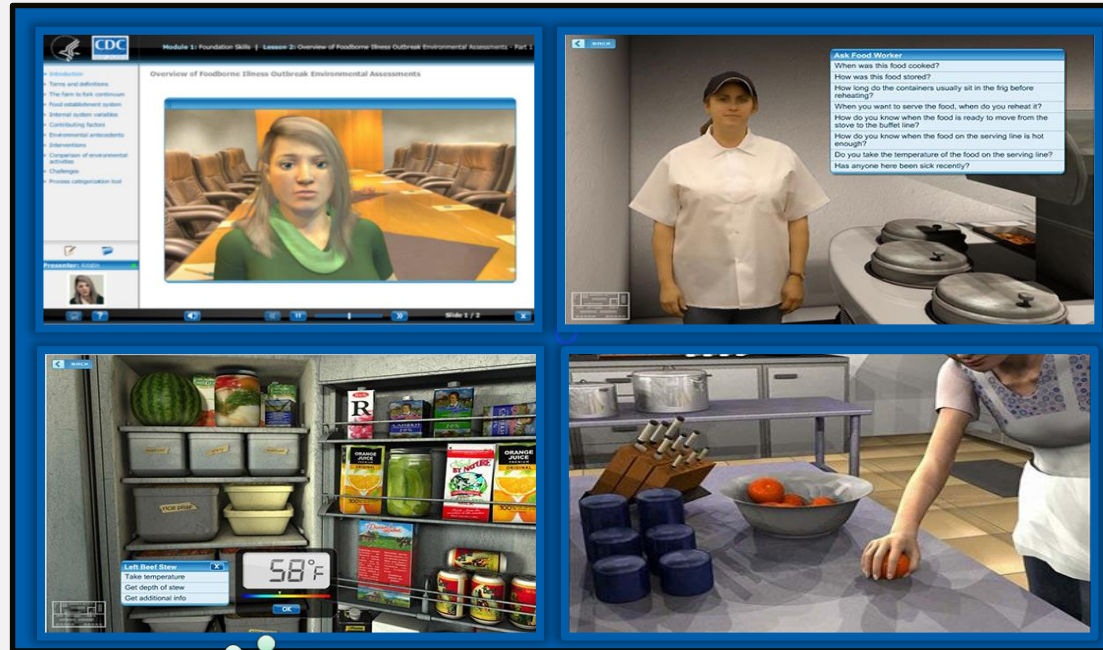 CDC
Module 1: Foundation Skills | Lesson 2: Overview of Foodborne Illness Outbreak Environmental Assessments - Part 1
Overview of Foodborne Illness Outbreak Environmental Assessments
Introduction
Terms and definitions
The farm to fork continuum
Food establishment system
Internal system variables
Contributing factors
Environmental antecedents
Interventions
Comparison of environmental
activities
Challenges
Process categorization tool
Presenter: Kristin
?
Slide 1 / 2
X
BACK
Ask Food Worker
When was this food cooked?
How was this food stored?
How long do the containers usually sit in the frig before
reheating?
When you want to serve the food, when do you reheat it?
How do you know when the food is ready to move from the
stove to the buffet line?
How do you know when the food on the serving line is hot
enough?
Do you take the temperature of the food on the serving line?
Has anyone here been sick recently?
BACK
R
ORANGE
JUICE
PREMIUM
ORIGINAL
100%
BY NATURE
ORANGE
JUICE
PREMIUM
ORIGINAL
100%
Left Beef Stew
X
Take temperature
Get depth of stew
Get additional info
58°F
OK